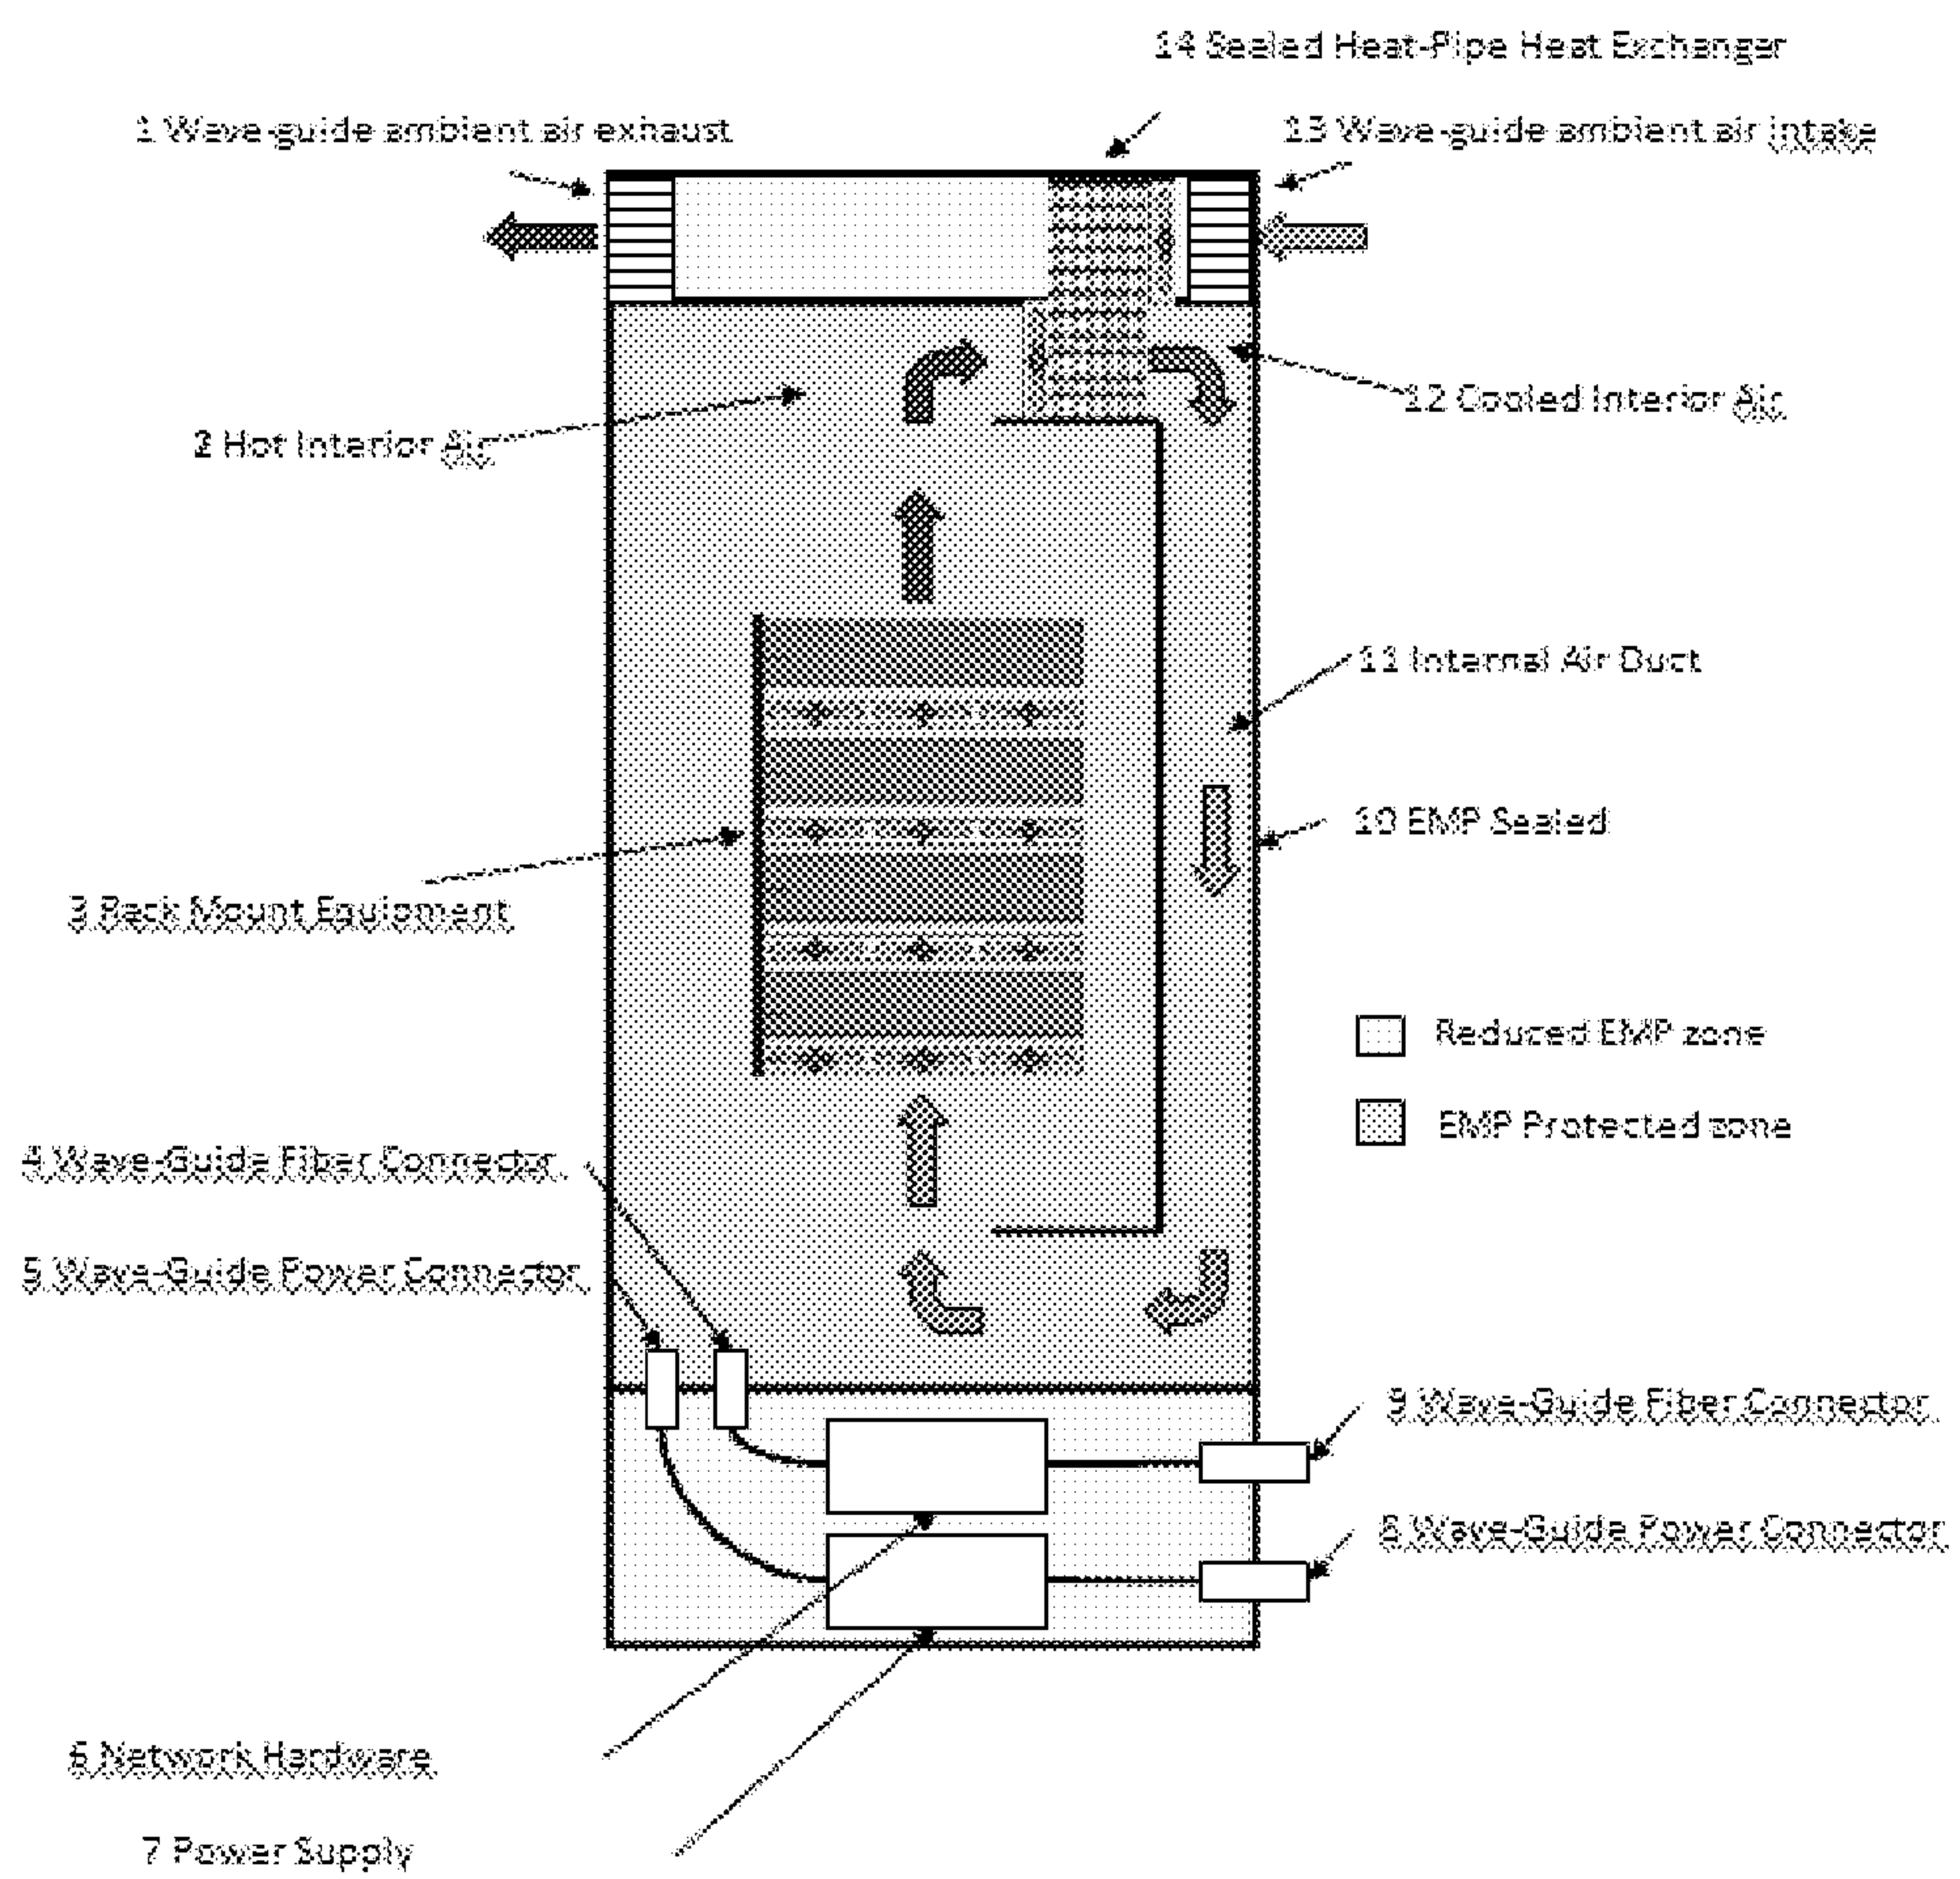 14 Sealed Heat-Pipe Heat Exchanger
1 Wave-guide ambient air exhaust
13 Wave-guide ambient air intake
12 Cooled Interior Air
2 Hot Interior Air
11 Internal Air Duct
10 EMP Sealed
3 Rack Mount Equipment
Reduced EMP zone
EMP Protected zone
4 Wave-Guide Fiber Connector
5 Wave-Guide Power Connector
9 Wave-Guide Fiber Connector
8 Wave-Guide Power Connector
6 Network Hardware
7 Power Supply